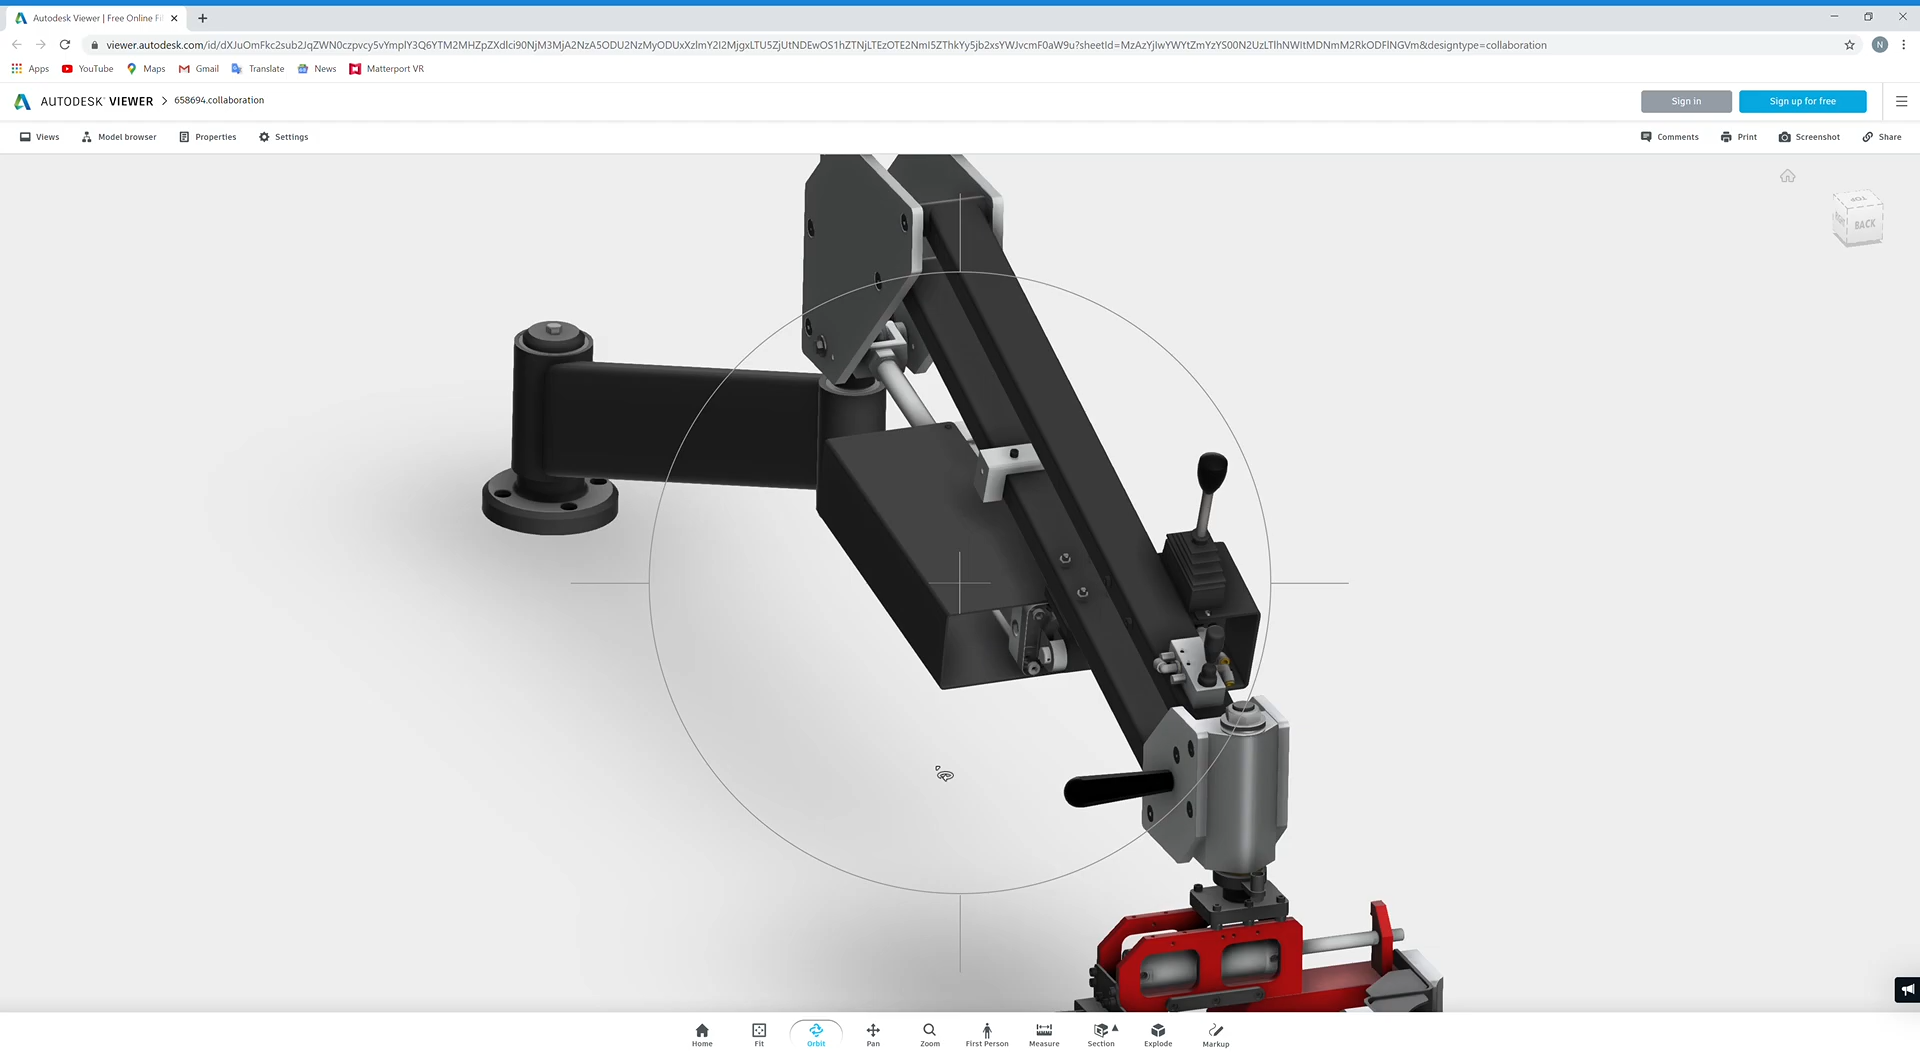 Autodesk Viewer | Free Online Fi
viewer.autodesk.com/id/dXJuOmFkc2sub2JqZWN0czpvcy5vYmplY3Q6YTM2MHZpZXdlci90NjM3MjA2NzA5ODU2NzMyODUxXzlmY2I2MjgxLTU5ZjUtNDEwOS1hZTNjLTEzOTE2NmI5ZThkYy5jb2xsYWJvcmF0aW9u?sheetId=MzAzYjIwYWYtZmYzYS00N2UzLTlhNWItMDNmM2RkODFlNGVm&designtype=collaboration
N
Apps YouTube Maps Gmail Translate News Matterport VR
AUTODESK VIEWER > 658694.collaboration
Sign in
Sign up for free
Views Model browser Properties Settings
Comments Print Screenshot Share
TOP
BACK
Home Fit Orbit Pan Zoom First Person Measure Section Explode Markup